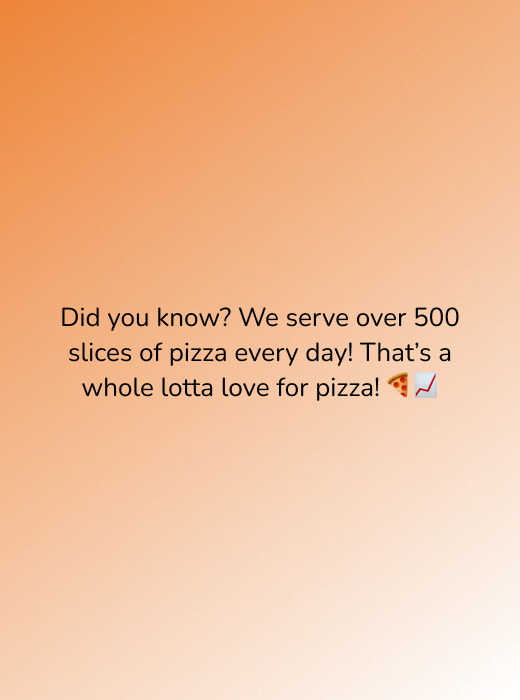 Did you know? We serve over 500
slices of pizza every day! That’s a
whole lotta love for pizza! 🍕📈